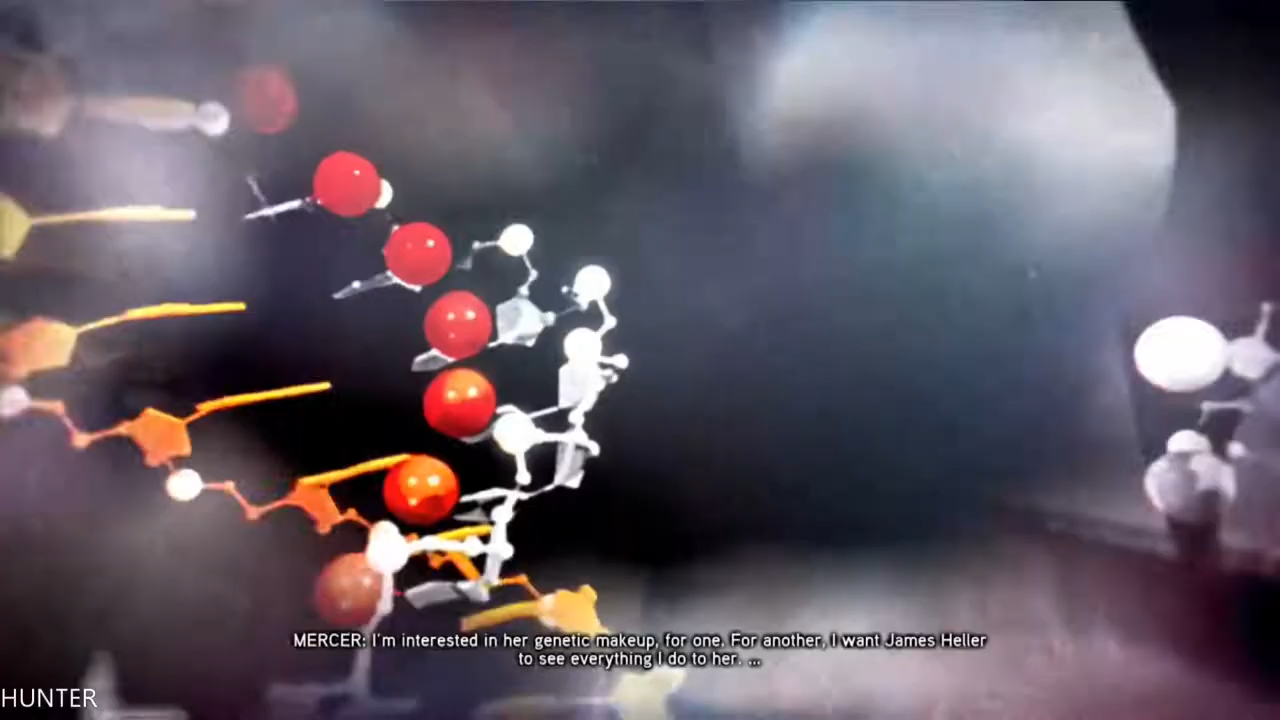 MERCER: I'm interested in her genetic makeup, for one. For another, I want James Heller
to see everything I do to her. ...
HUNTER